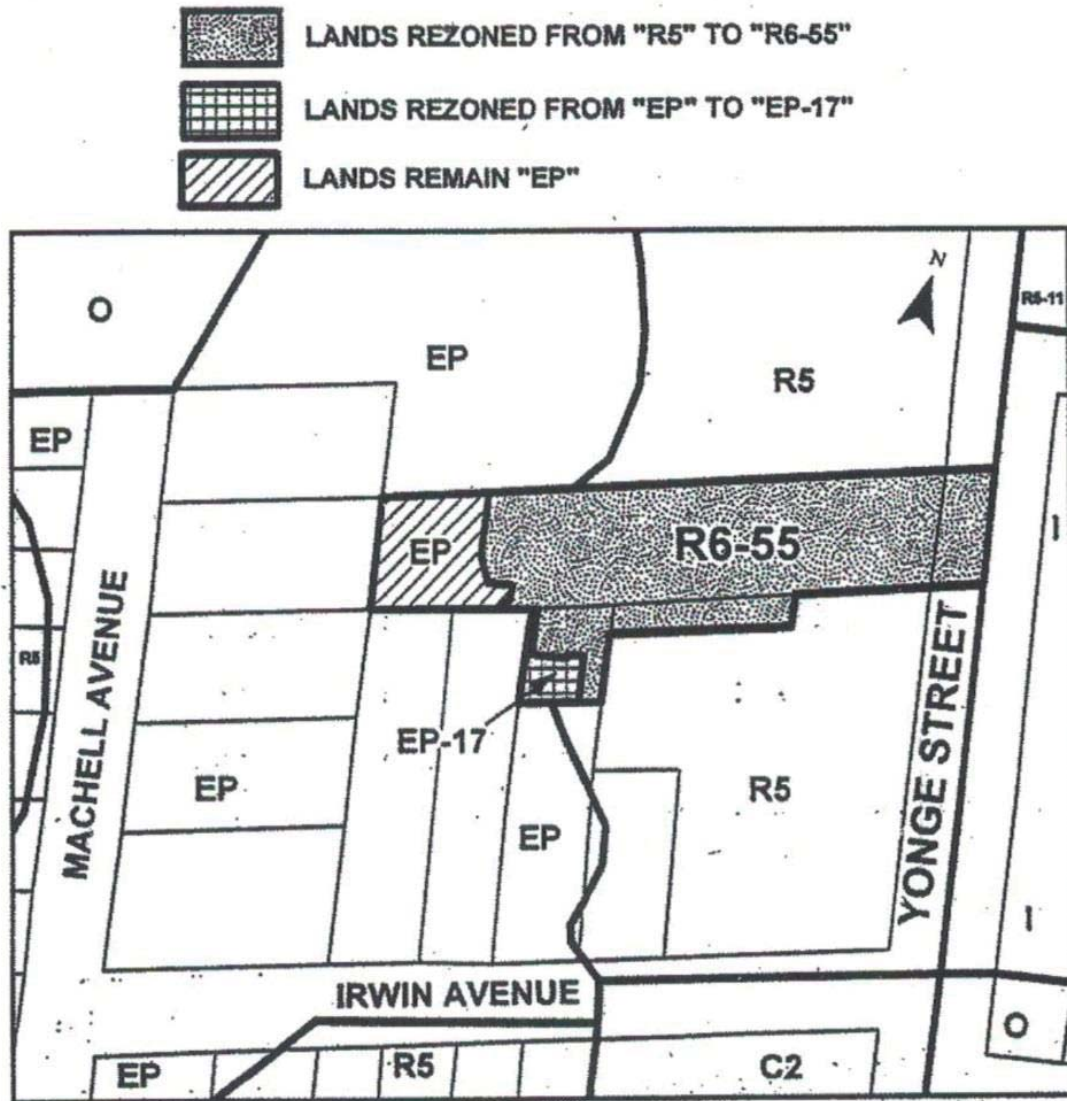 LANDS REZONED FROM "R5" TO "R6-55"
LANDS REZONED FROM "EP" TO "EP-17"
LANDS REMAIN "EP"
N
O
R5-11
EP
R5
EP
I
EP
R6-55
R5
MACHELL AVENUE
EP-17
EP
R5
EP
YONGE STREET
I
IRWIN AVENUE
O
EP
R5
C2